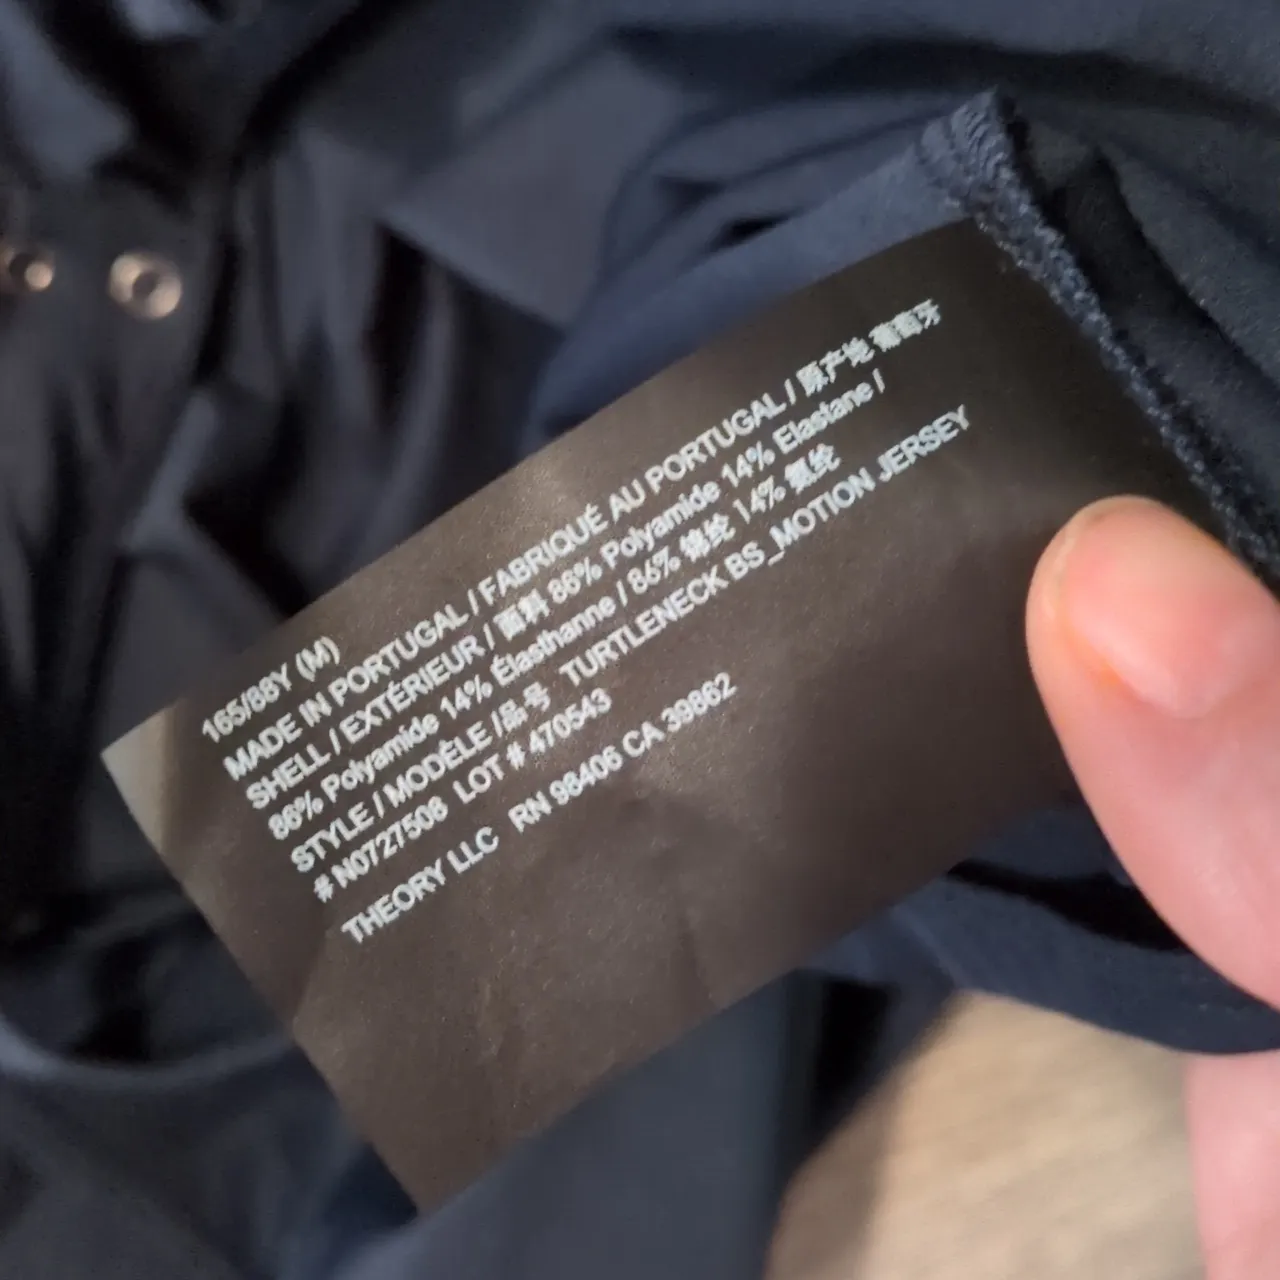 165/88Y (M)
MADE IN PORTUGAL / FABRIQUÉ AU PORTUGAL / 原产地 葡萄牙
SHELL / EXTÉRIEUR / 面料 86% Polyamide 14% Elastane /
86% Polyamide 14% Élasthanne / 86% 锦纶 14% 氨纶
STYLE / MODÈLE /品号 TURTLENECK BS_MOTION JERSEY
# N0727506 LOT # 470543
THEORY LLC RN 98406 CA 39862